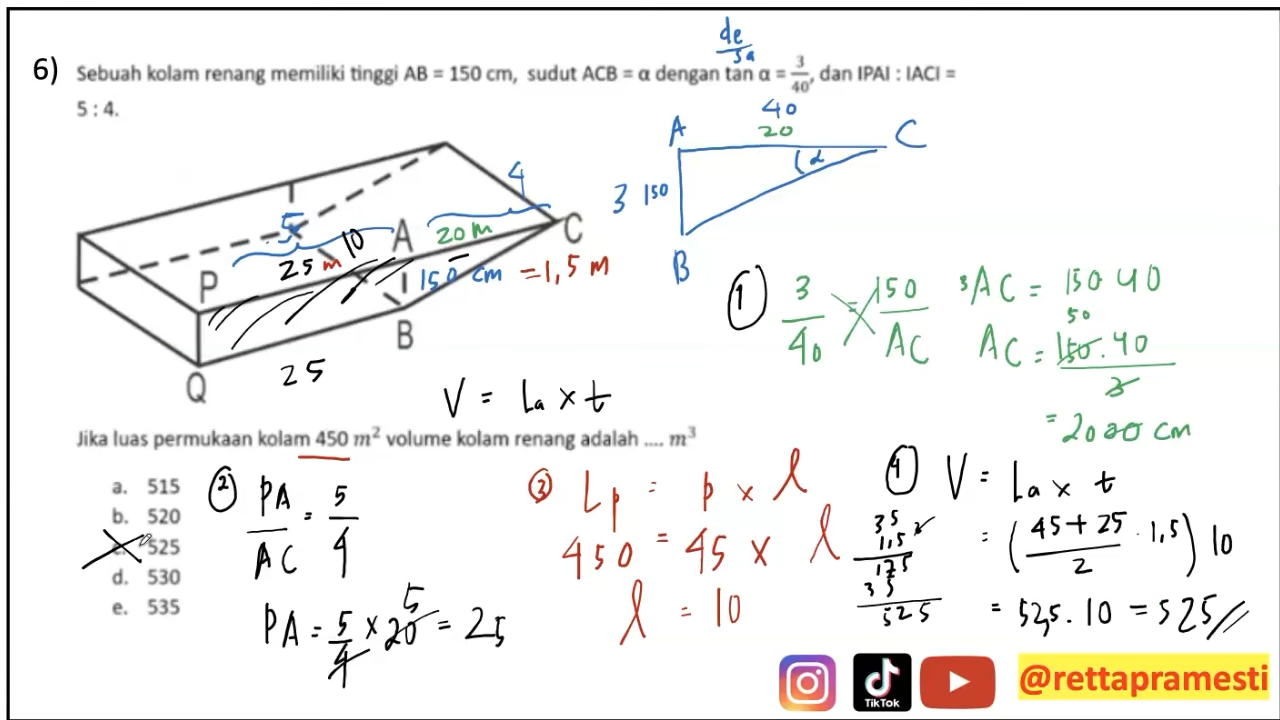 de
sa
6) Sebuah kolam renang memiliki tinggi AB = 150 cm, sudut ACB = α dengan tan α = 3/40, dan IPAI : IACI =
5 : 4.
40
20
A
C
α
3 150
B
4
5
A
20 m
C
10
25 m
P
150 cm = 1,5 m
B
25
Q
① 3/40 = 150/AC
3AC = 150 40
AC = 150 . 40 / 3
50
= 2000 cm
V = La x t
Jika luas permukaan kolam 450 m² volume kolam renang adalah .... m³
a. 515
b. 520
c. 525
d. 530
e. 535
② PA/AC = 5/4
PA = 5/4 x 20 = 25
5
③ Lp = p x l
450 = 45 x l
l = 10
④ V = La x t
= (45 + 25 / 2 . 1,5) 10
= 52,5 . 10 = 525 //
35
1,5 x
175
35
525
TikTok
@rettapramesti